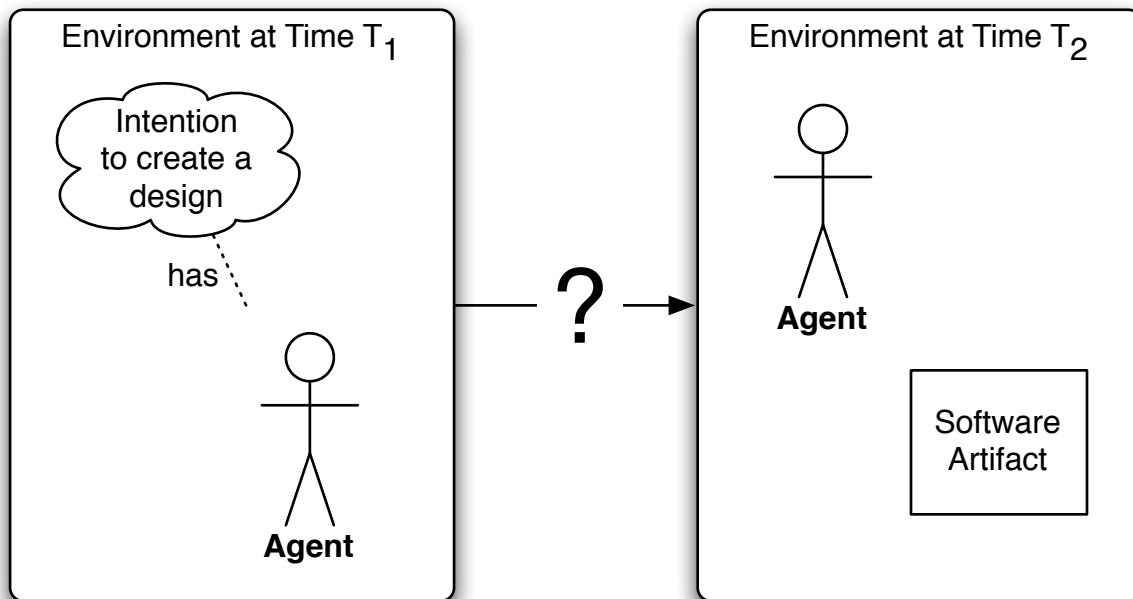 Environment at Time T₁
Intention
to create a
design
has
Agent
?
Environment at Time T₂
Agent
Software
Artifact